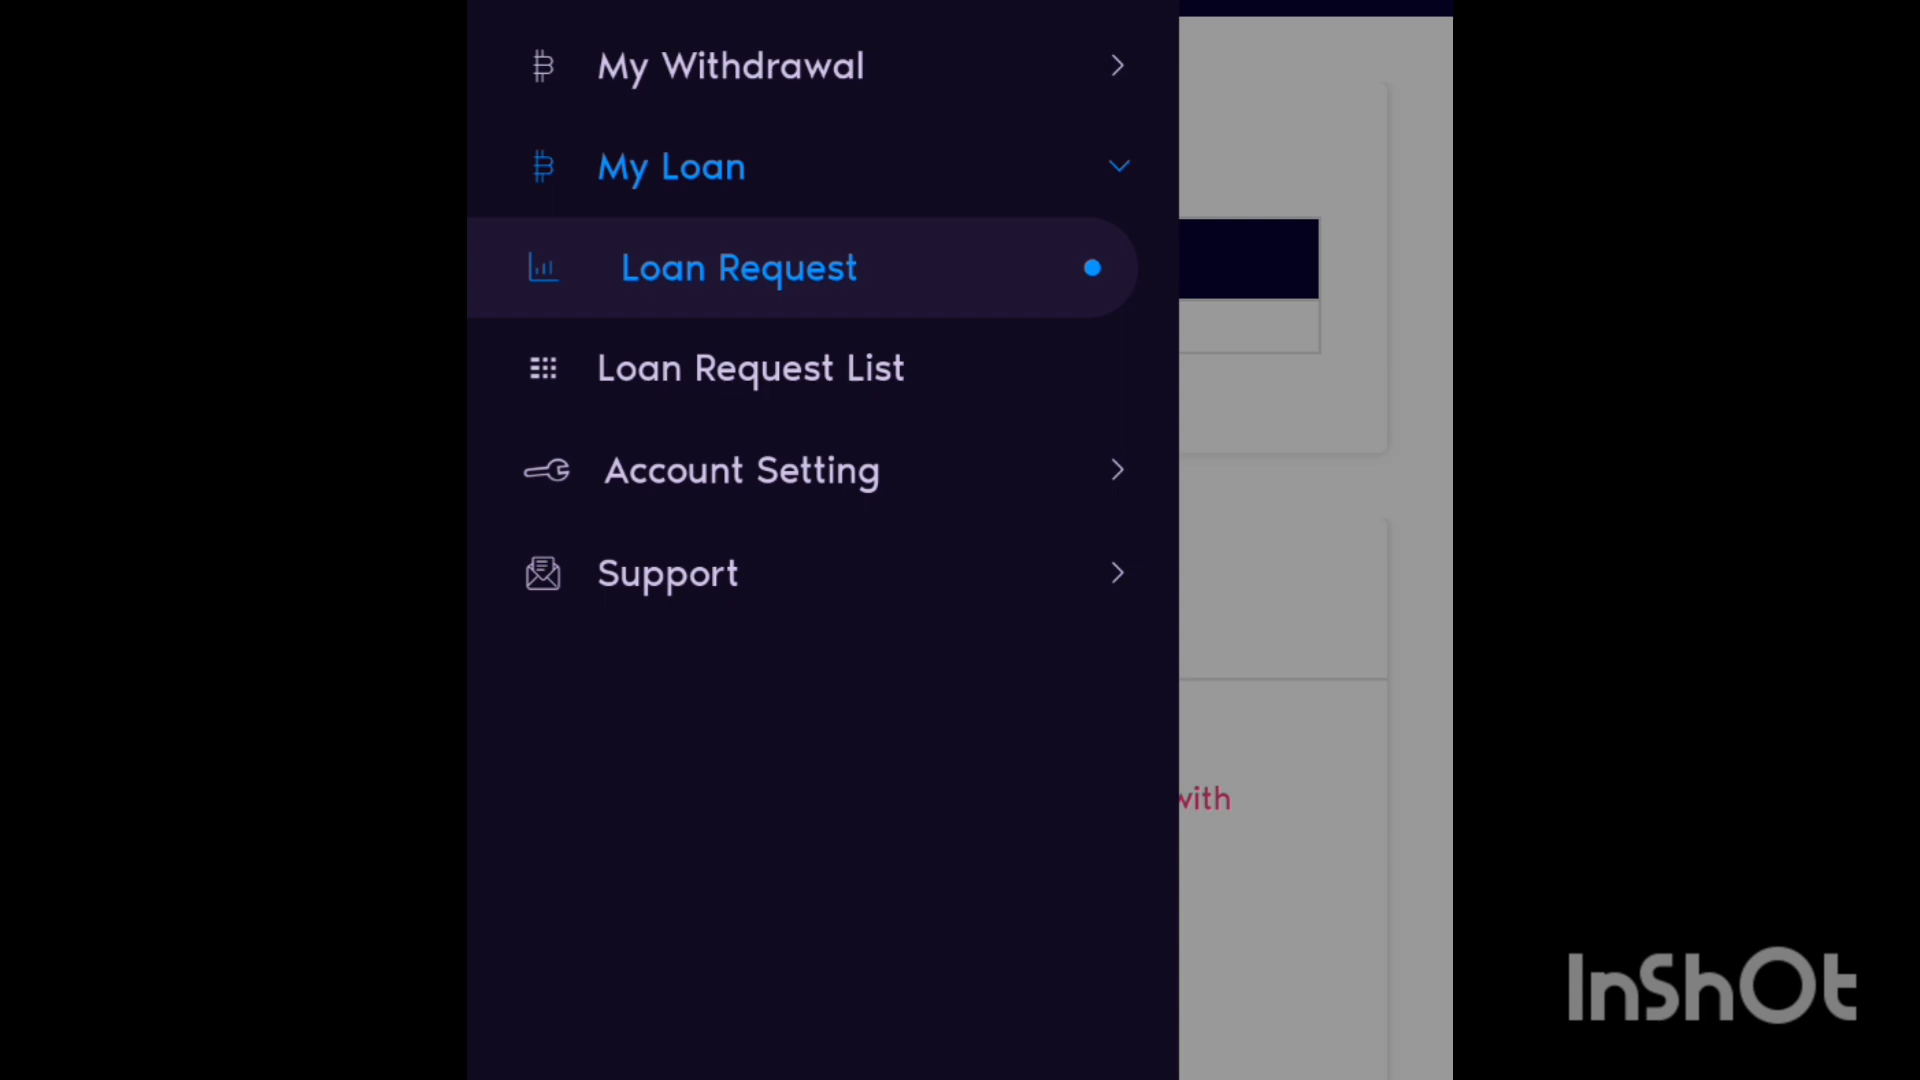 My Withdrawal
My Loan
Loan Request
Loan Request List
Account Setting
Support
with
InShOt